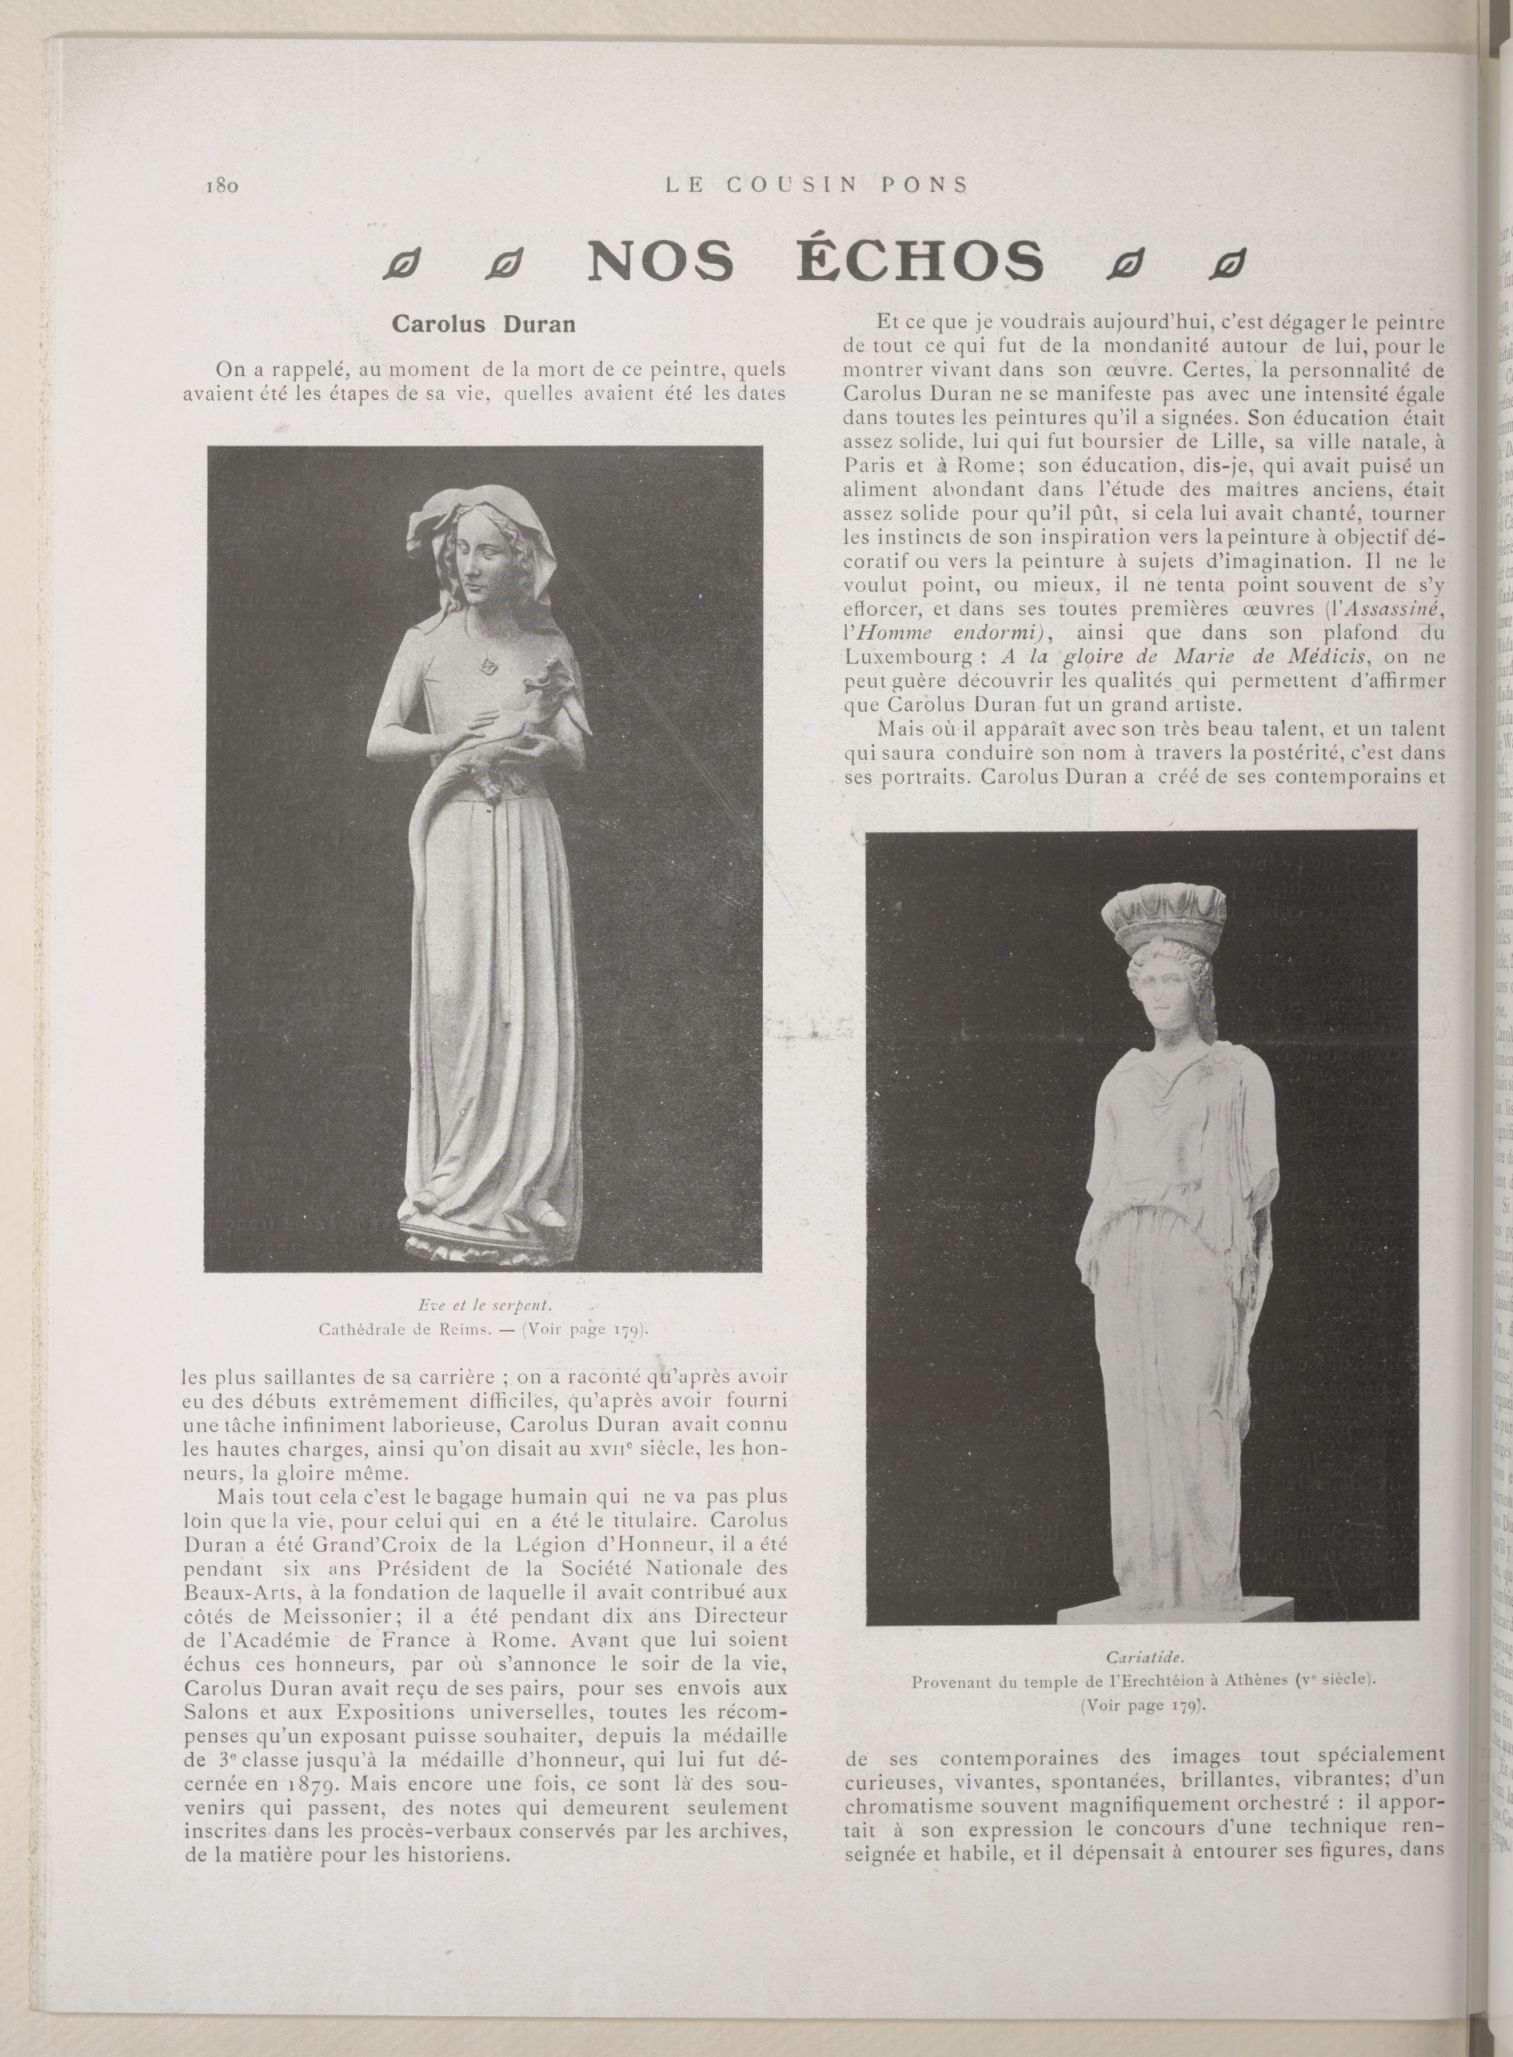 180
LE COUSIN PONS
NOS ÉCHOS
Carolus Duran
On a rappelé, au moment de la mort de ce peintre, quels
avaient été les étapes de sa vie, quelles avaient été les dates
Eve et le serpent.
Cathédrale de Reims. — (Voir page 179).
les plus saillantes de sa carrière ; on a raconté qu'après avoir
eu des débuts extrêmement difficiles, qu'après avoir fourni
une tâche infiniment laborieuse, Carolus Duran avait connu
les hautes charges, ainsi qu'on disait au XVIIe siècle, les hon-
neurs, la gloire même.
Mais tout cela c'est le bagage humain qui ne va pas plus
loin que la vie, pour celui qui en a été le titulaire. Carolus
Duran a été Grand'Croix de la Légion d'Honneur, il a été
pendant six ans Président de la Société Nationale des
Beaux-Arts, à la fondation de laquelle il avait contribué aux
côtés de Meissonier; il a été pendant dix ans Directeur
de l'Académie de France à Rome. Avant que lui soient
échus ces honneurs, par où s'annonce le soir de la vie,
Carolus Duran avait reçu de ses pairs, pour ses envois aux
Salons et aux Expositions universelles, toutes les récom-
penses qu'un exposant puisse souhaiter, depuis la médaille
de 3e classe jusqu'à la médaille d'honneur, qui lui fut dé-
cernée en 1879. Mais encore une fois, ce sont là des sou-
venirs qui passent, des notes qui demeurent seulement
inscrites dans les procès-verbaux conservés par les archives,
de la matière pour les historiens.
Et ce que je voudrais aujourd'hui, c'est dégager le peintre
de tout ce qui fut de la mondanité autour de lui, pour le
montrer vivant dans son œuvre. Certes, la personnalité de
Carolus Duran ne se manifeste pas avec une intensité égale
dans toutes les peintures qu'il a signées. Son éducation était
assez solide, lui qui fut boursier de Lille, sa ville natale, à
Paris et à Rome; son éducation, dis-je, qui avait puisé un
aliment abondant dans l'étude des maîtres anciens, était
assez solide pour qu'il pût, si cela lui avait chanté, tourner
les instincts de son inspiration vers la peinture à objectif dé-
coratif ou vers la peinture à sujets d'imagination. Il ne le
voulut point, ou mieux, il ne tenta point souvent de s'y
efforcer, et dans ses toutes premières œuvres (l'Assassiné,
l'Homme endormi), ainsi que dans son plafond du
Luxembourg : A la gloire de Marie de Médicis, on ne
peut guère découvrir les qualités qui permettent d'affirmer
que Carolus Duran fut un grand artiste.
Mais où il apparaît avec son très beau talent, et un talent
qui saura conduire son nom à travers la postérité, c'est dans
ses portraits. Carolus Duran a créé de ses contemporains et
Cariatide.
Provenant du temple de l'Erechtéion à Athènes (Ve siècle).
(Voir page 179).
de ses contemporaines des images tout spécialement
curieuses, vivantes, spontanées, brillantes, vibrantes; d'un
chromatisme souvent magnifiquement orchestré : il appor-
tait à son expression le concours d'une technique ren-
seignée et habile, et il dépensait à entourer ses figures, dans